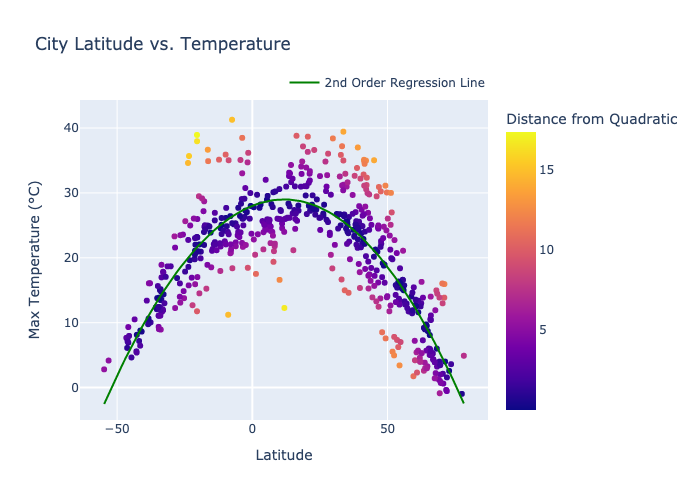 City Latitude vs. Temperature
2nd Order Regression Line
Distance from Quadratic
40
30
20
10
0
Max Temperature (°C)
−50
0
50
Latitude
15
10
5